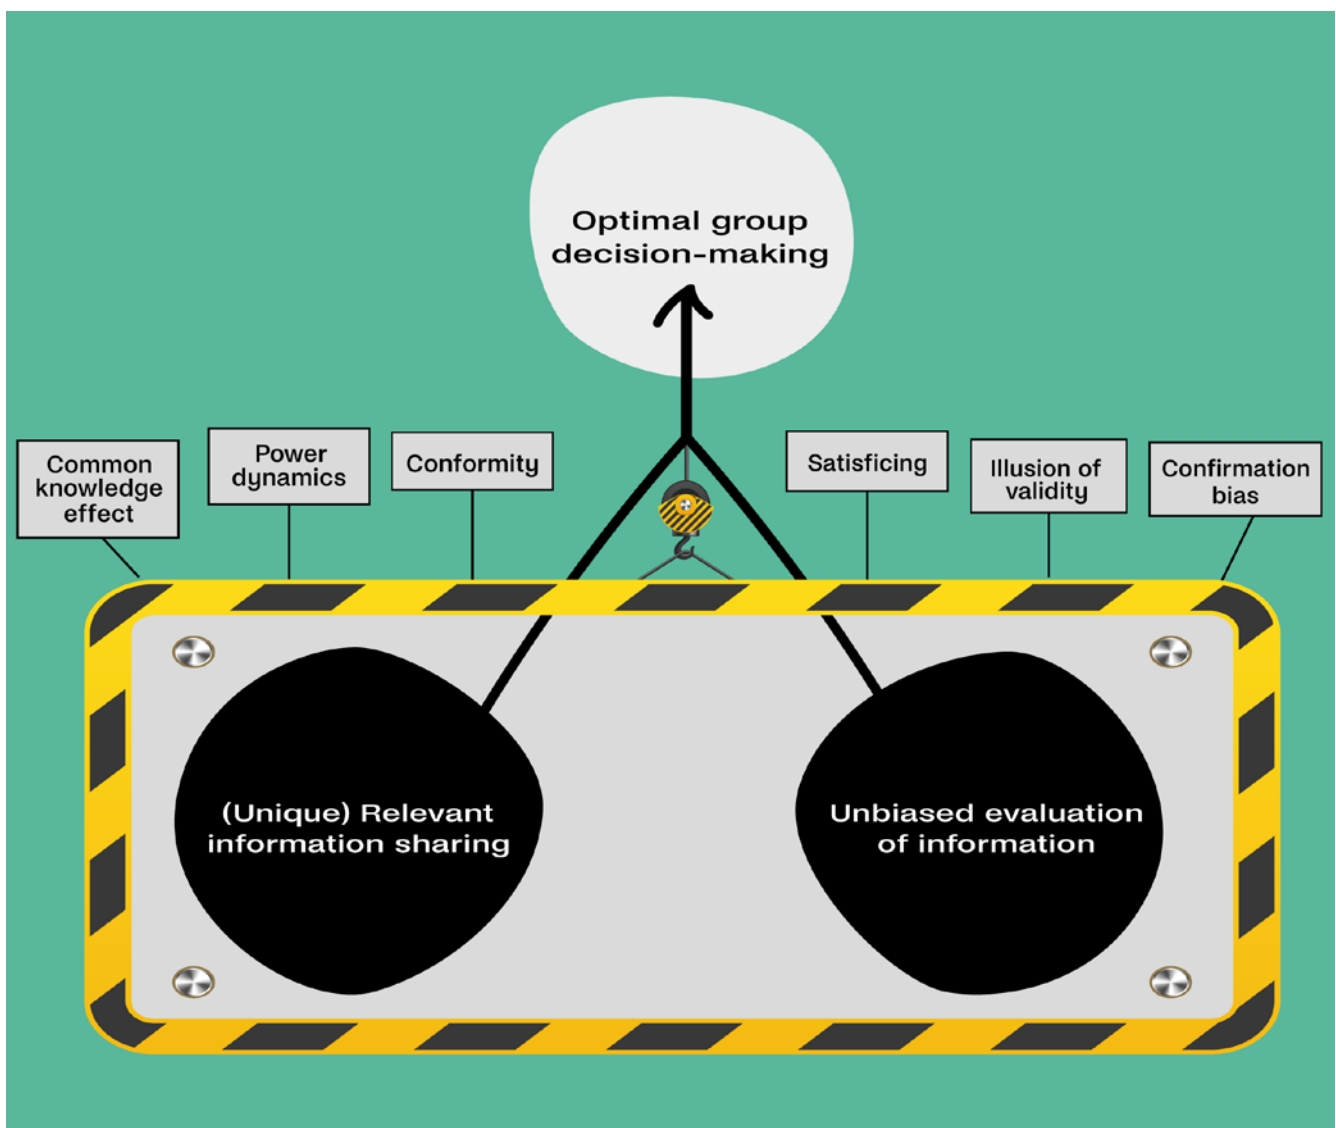 Optimal group
decision-making
Common
knowledge
effect
Power
dynamics
Conformity
Satisficing
Illusion of
validity
Confirmation
bias
(Unique) Relevant
information sharing
Unbiased evaluation
of information